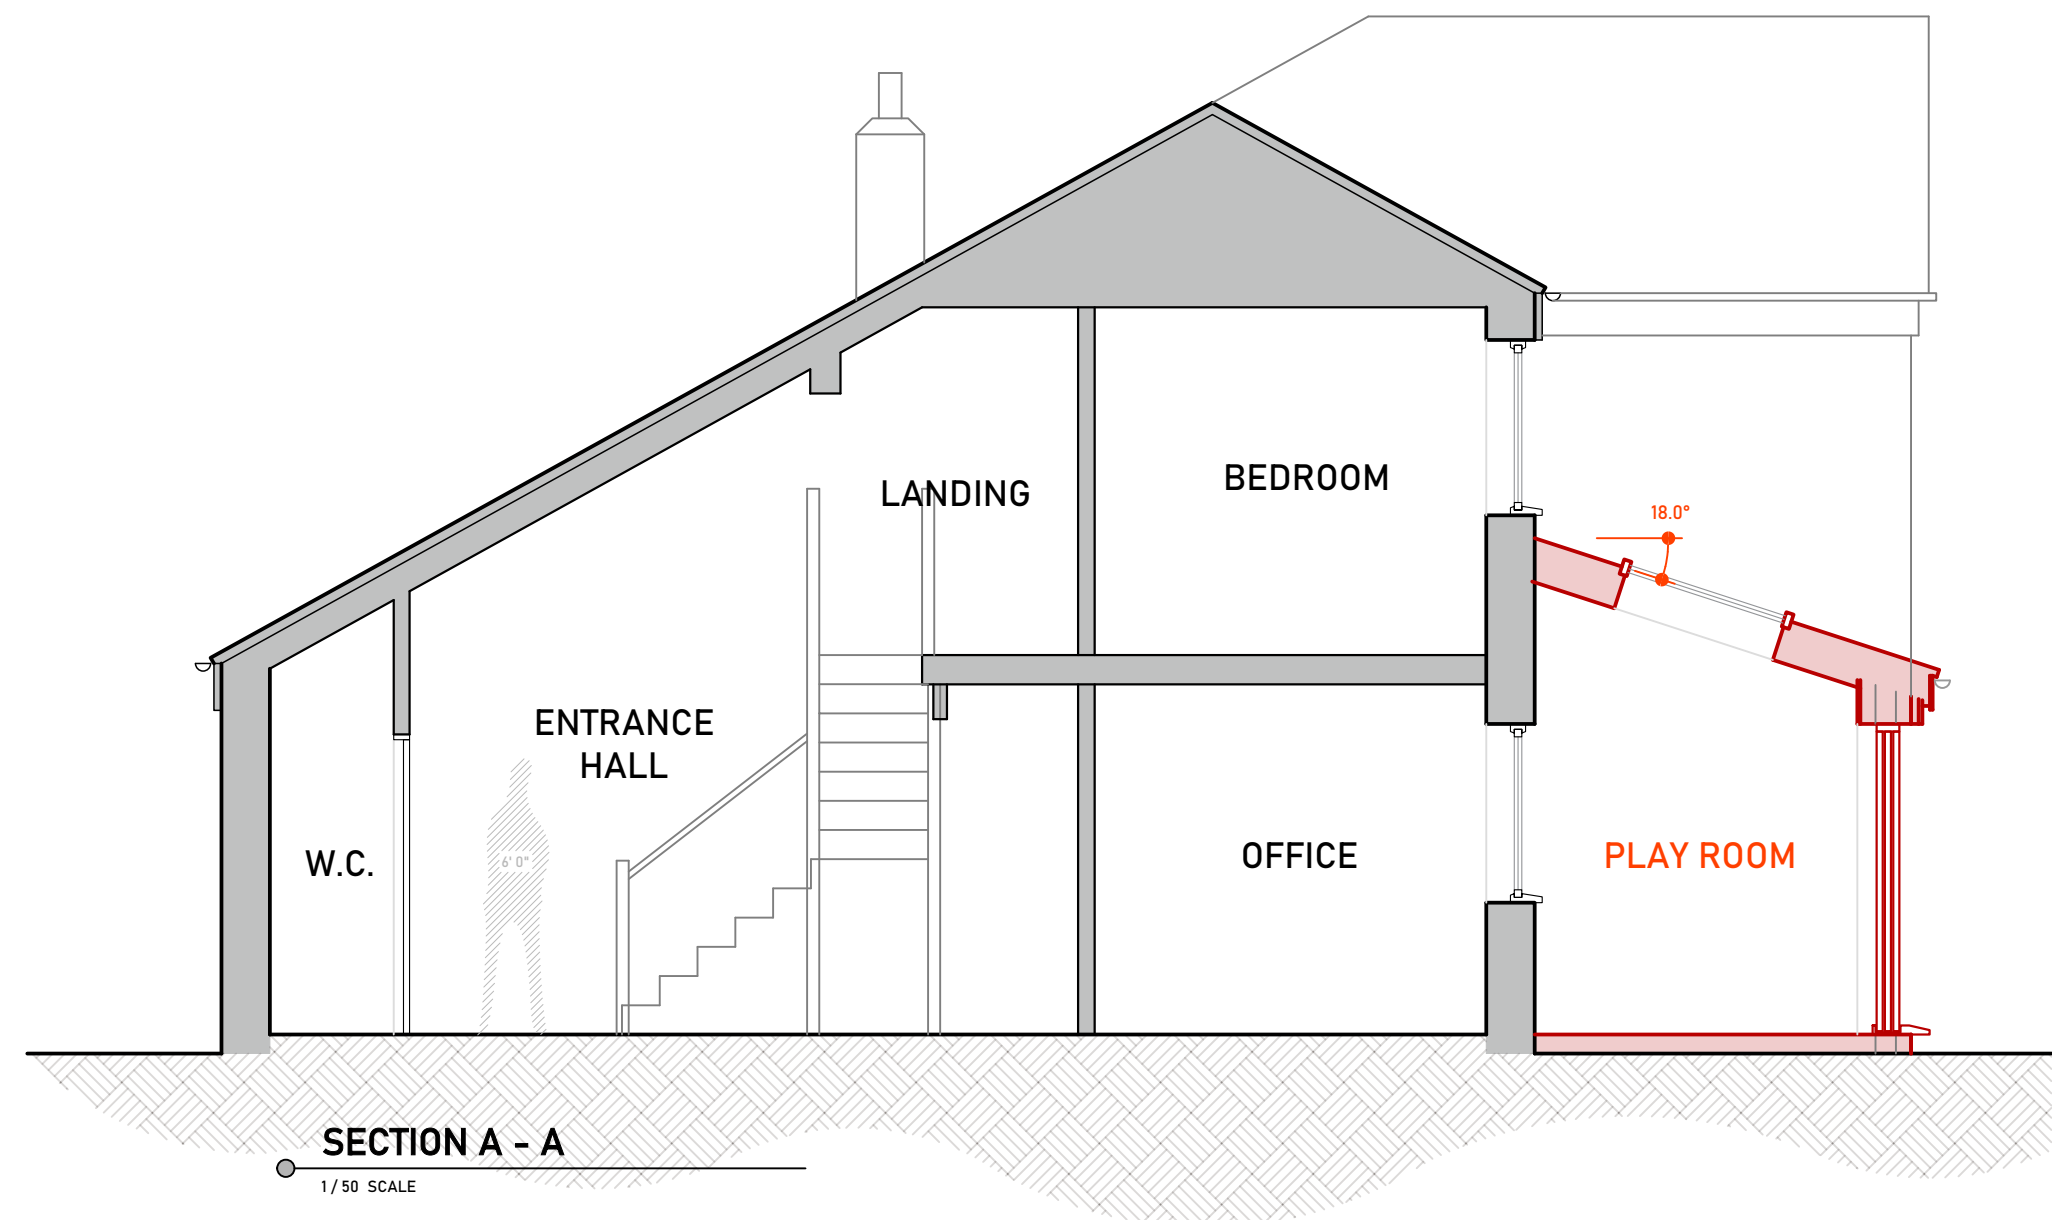 LANDING
BEDROOM
18.0°
ENTRANCE
HALL
W.C.
6' 0"
OFFICE
PLAY ROOM
SECTION A - A
1 / 50 SCALE